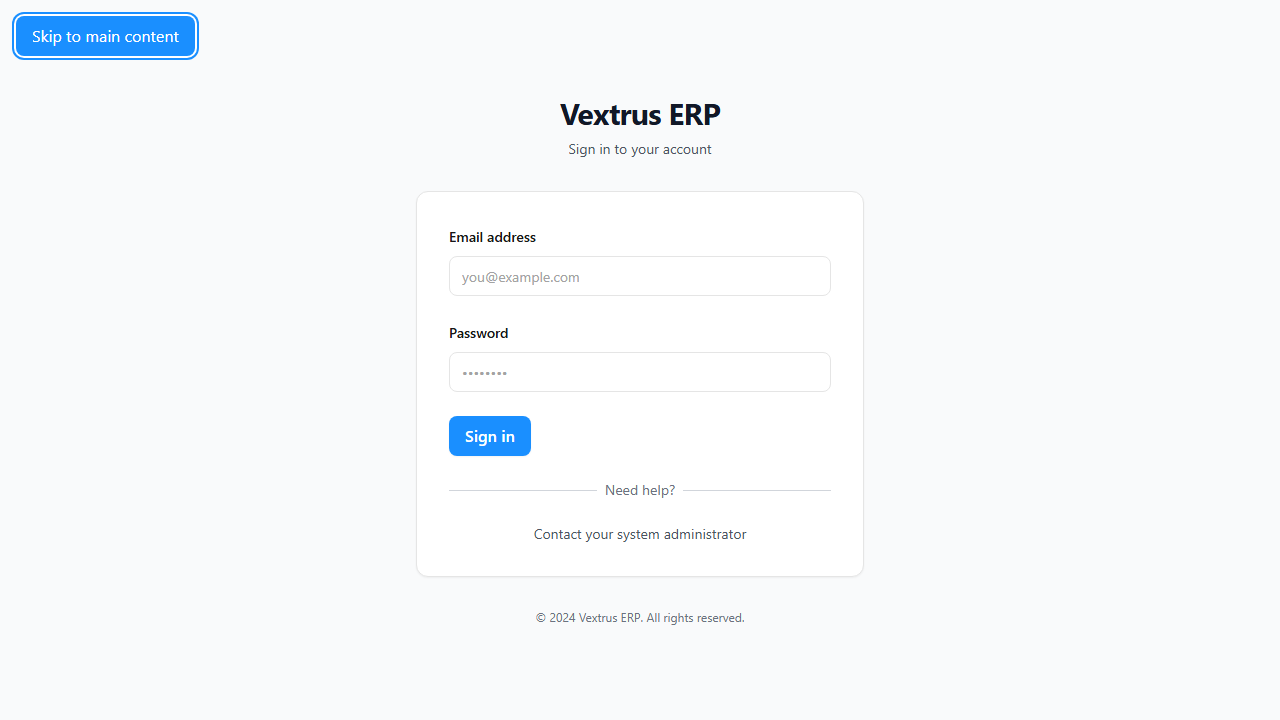 Skip to main content
Vextrus ERP
Sign in to your account
Email address
you@example.com
Password
••••••••
Sign in
Need help?
Contact your system administrator
© 2024 Vextrus ERP. All rights reserved.